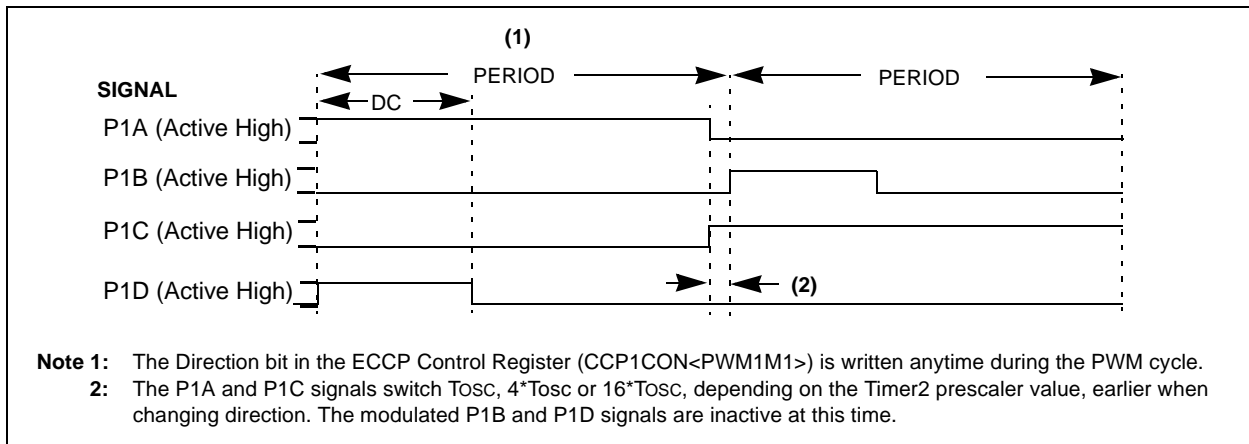 (1)
PERIOD PERIOD
SIGNAL
DC
P1A (Active High)
P1B (Active High)
P1C (Active High)
P1D (Active High)
(2)
Note 1: The Direction bit in the ECCP Control Register (CCP1CON<PWM1M1>) is written anytime during the PWM cycle.
2: The P1A and P1C signals switch TOSC, 4*Tosc or 16*TOSC, depending on the Timer2 prescaler value, earlier when
changing direction. The modulated P1B and P1D signals are inactive at this time.